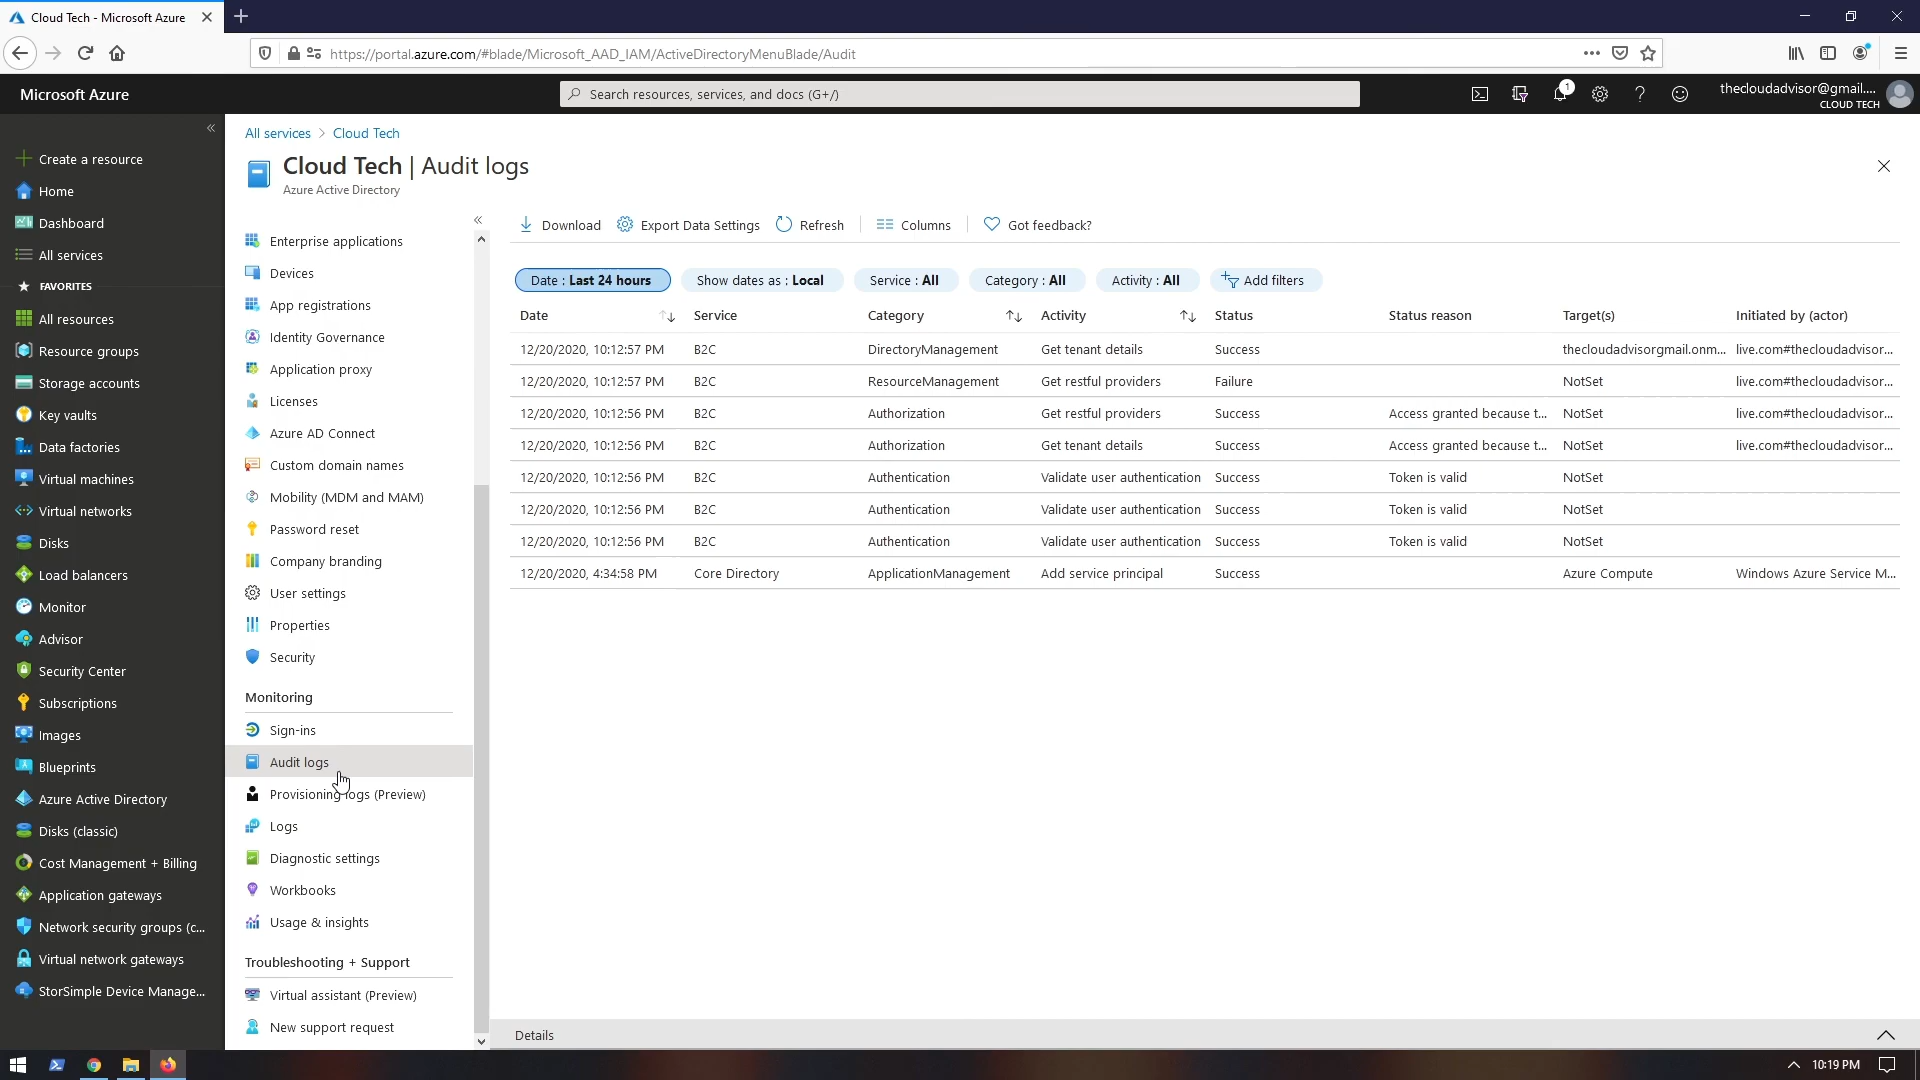 Cloud Tech - Microsoft Azure
https://portal.azure.com/#blade/Microsoft_AAD_IAM/ActiveDirectoryMenuBlade/Audit
Microsoft Azure
Search resources, services, and docs (G+/)
1
thecloudadvisor@gmail....
CLOUD TECH
Create a resource
Home
Dashboard
All services
FAVORITES
All resources
Resource groups
Storage accounts
Key vaults
Data factories
Virtual machines
Virtual networks
Disks
Load balancers
Monitor
Advisor
Security Center
Subscriptions
Images
Blueprints
Azure Active Directory
Disks (classic)
Cost Management + Billing
Application gateways
Network security groups (c...
Virtual network gateways
StorSimple Device Manage...
All services > Cloud Tech
Cloud Tech | Audit logs
Azure Active Directory
Enterprise applications
Devices
App registrations
Identity Governance
Application proxy
Licenses
Azure AD Connect
Custom domain names
Mobility (MDM and MAM)
Password reset
Company branding
User settings
Properties
Security
Monitoring
Sign-ins
Audit logs
Provisioning logs (Preview)
Logs
Diagnostic settings
Workbooks
Usage & insights
Troubleshooting + Support
Virtual assistant (Preview)
New support request
Download Export Data Settings Refresh Columns Got feedback?
Date : Last 24 hours Show dates as : Local Service : All Category : All Activity : All Add filters
Date Service Category Activity Status Status reason Target(s) Initiated by (actor)
12/20/2020, 10:12:57 PM B2C DirectoryManagement Get tenant details Success thecloudadvisorgmail.onm... live.com#thecloudadvisor...
12/20/2020, 10:12:57 PM B2C ResourceManagement Get restful providers Failure NotSet live.com#thecloudadvisor...
12/20/2020, 10:12:56 PM B2C Authorization Get restful providers Success Access granted because t... NotSet live.com#thecloudadvisor...
12/20/2020, 10:12:56 PM B2C Authorization Get tenant details Success Access granted because t... NotSet live.com#thecloudadvisor...
12/20/2020, 10:12:56 PM B2C Authentication Validate user authentication Success Token is valid NotSet
12/20/2020, 10:12:56 PM B2C Authentication Validate user authentication Success Token is valid NotSet
12/20/2020, 10:12:56 PM B2C Authentication Validate user authentication Success Token is valid NotSet
12/20/2020, 4:34:58 PM Core Directory ApplicationManagement Add service principal Success Azure Compute Windows Azure Service M...
Details
10:19 PM